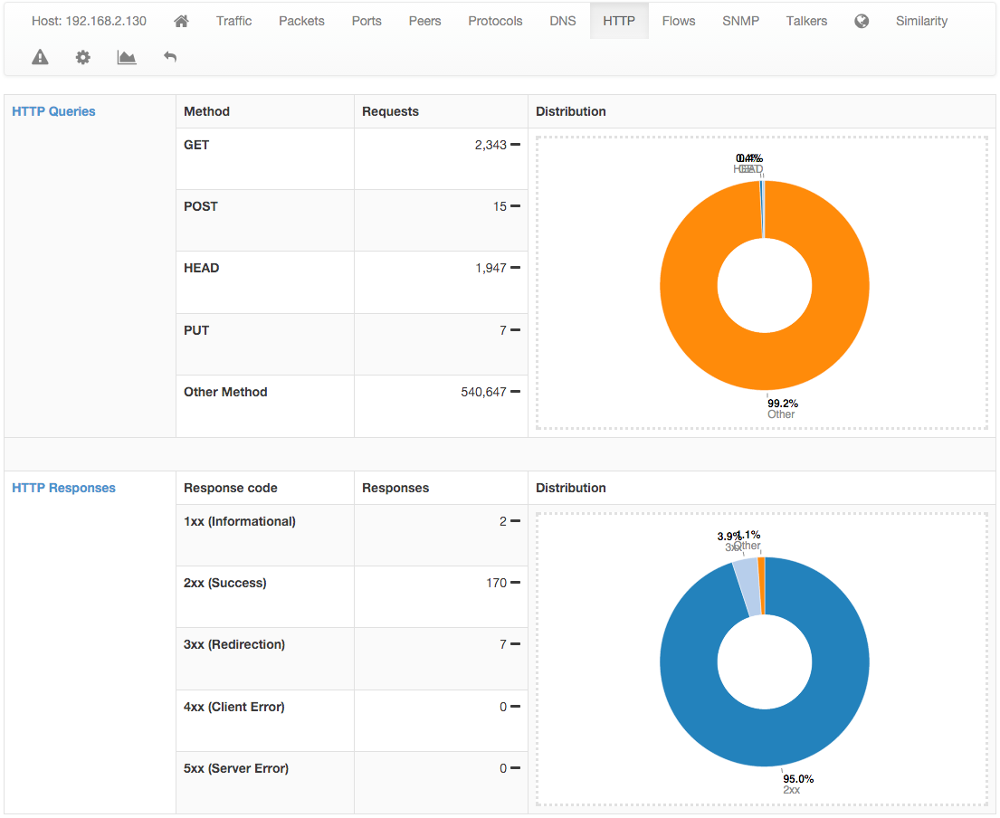 Host: 192.168.2.130 Traffic Packets Ports Peers Protocols DNS HTTP Flows SNMP Talkers Similarity
HTTP Queries Method Requests Distribution
GET 2,343
POST 15
HEAD 1,947
PUT 7
Other Method 540,647
0.4%
HEAD
99.2%
Other
HTTP Responses Response code Responses Distribution
1xx (Informational) 2
2xx (Success) 170
3xx (Redirection) 7
4xx (Client Error) 0
5xx (Server Error) 0
3.9% 1.1%
3xx Other
95.0%
2xx